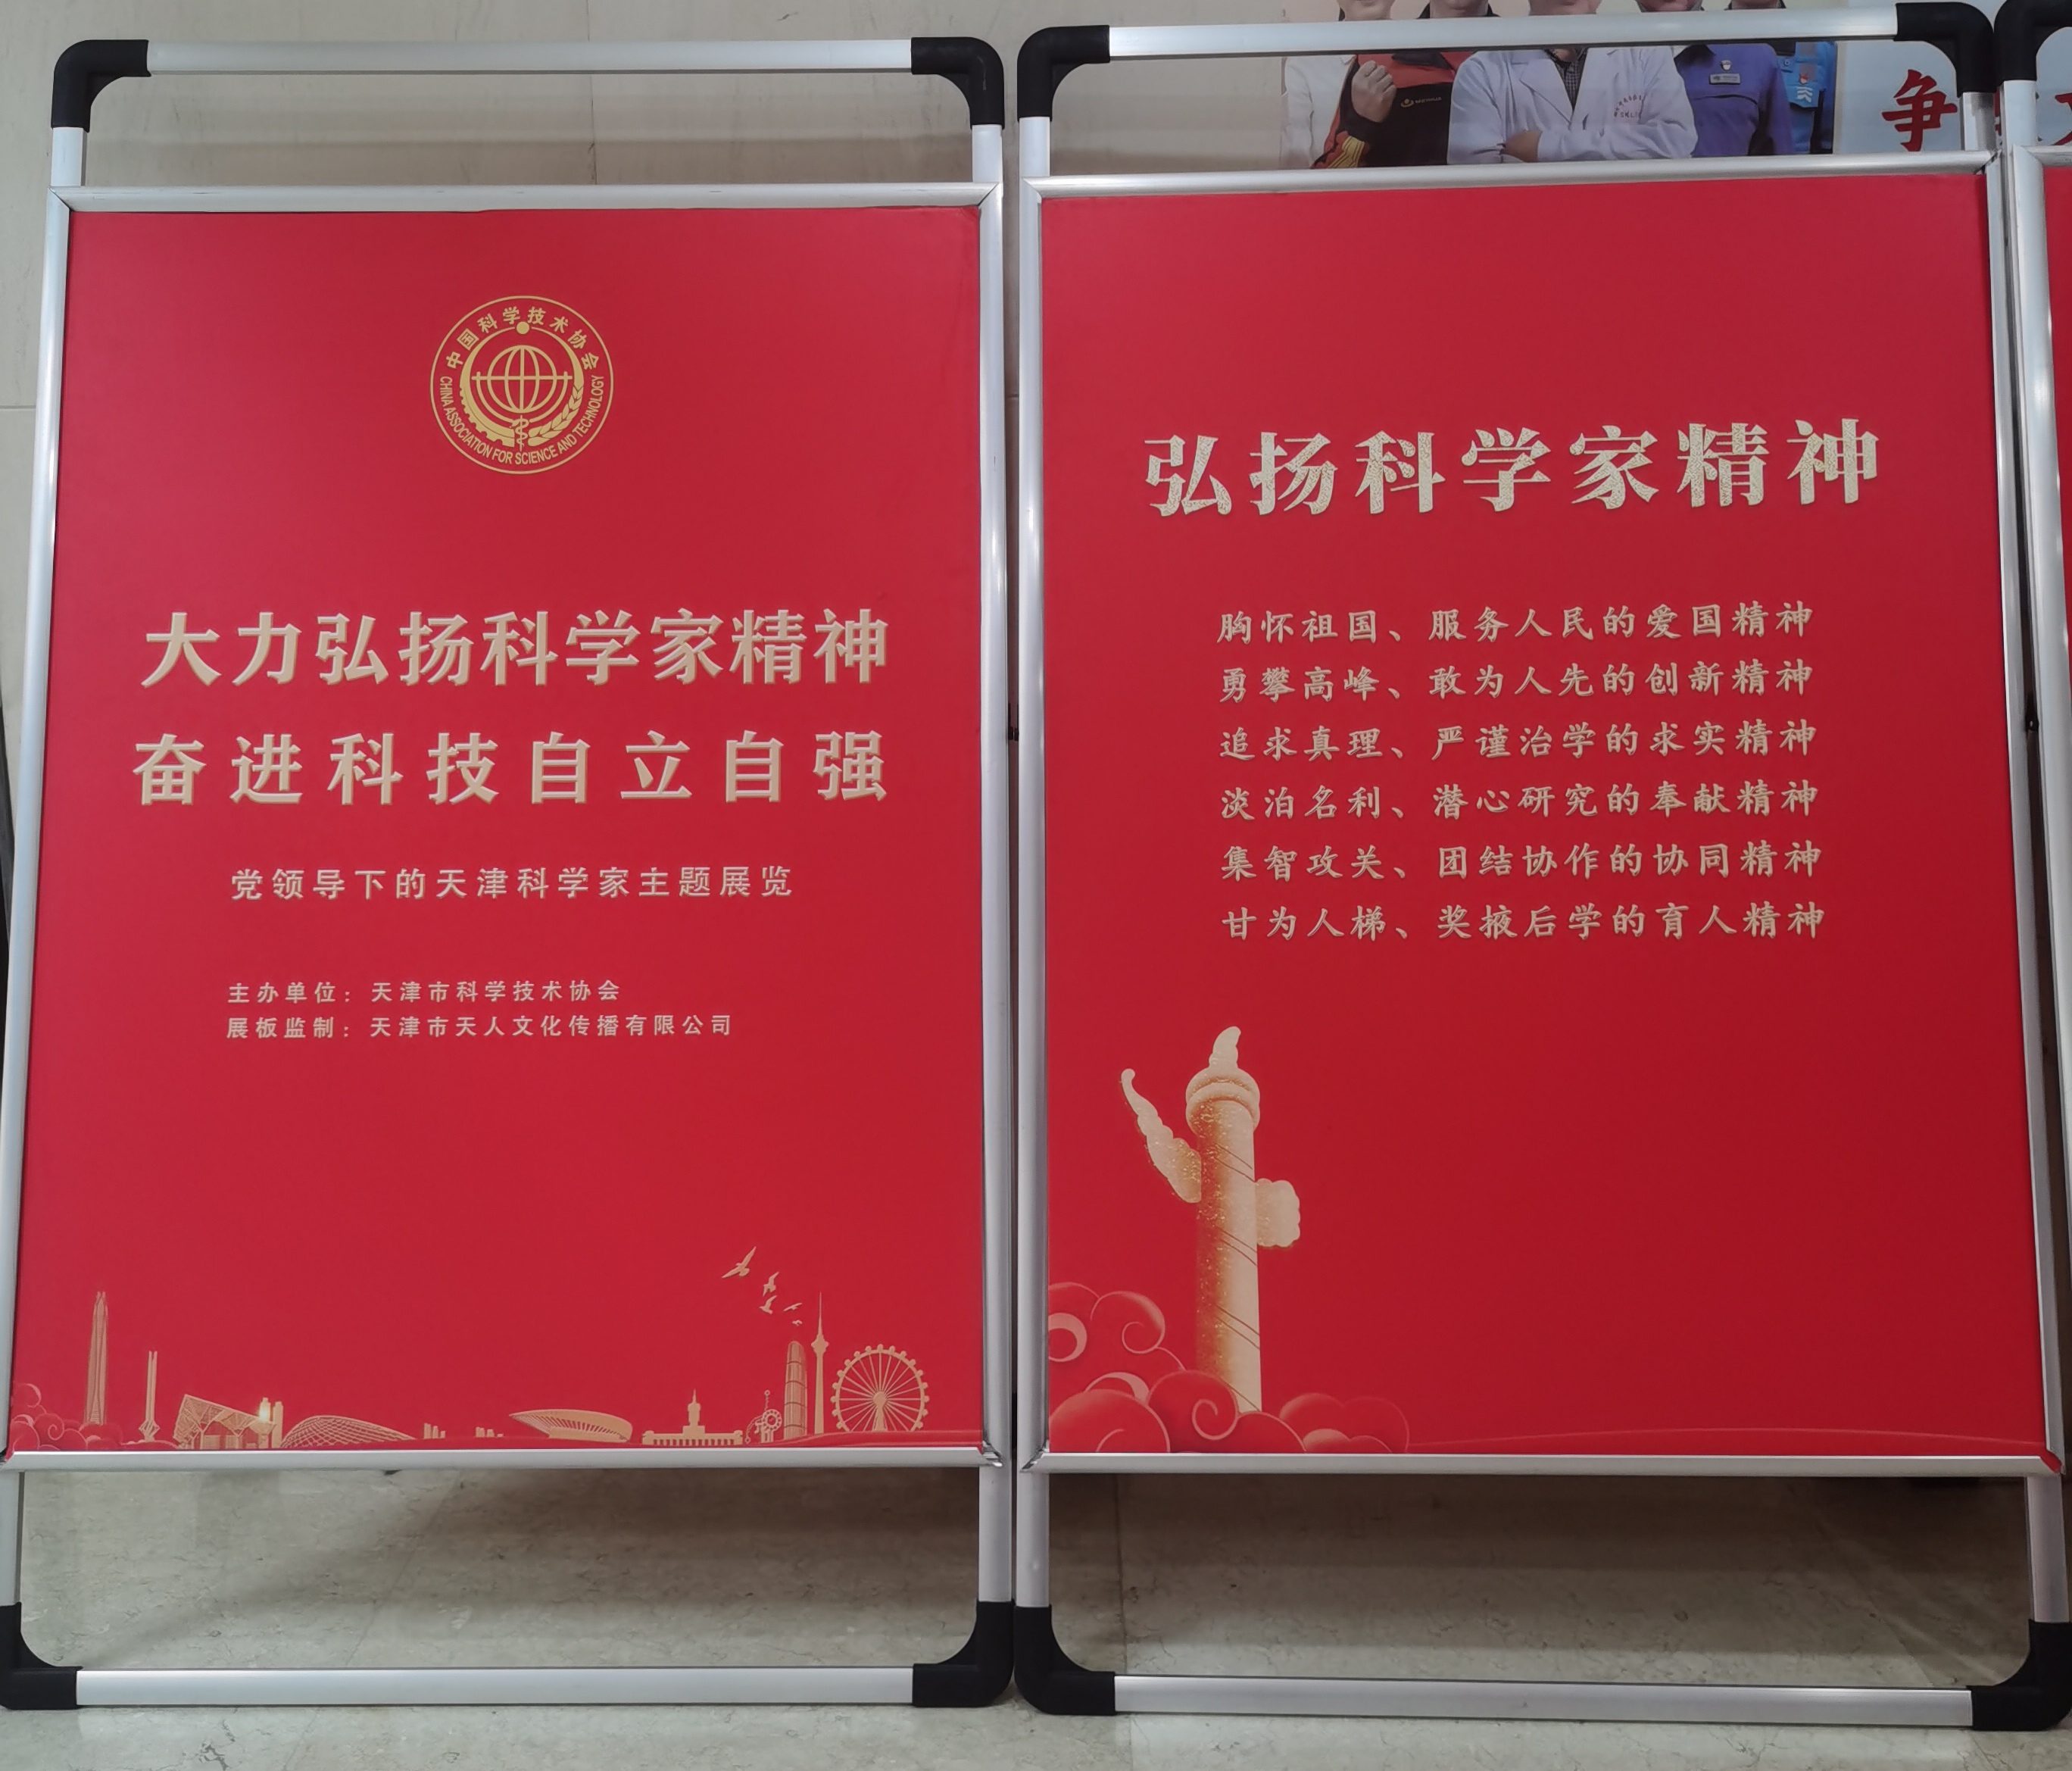 中国科学技术协会
CHINA ASSOCIATION FOR SCIENCE AND TECHNOLOGY
大力弘扬科学家精神
奋进科技自立自强
党领导下的天津科学家主题展览
主办单位：天津市科学技术协会
展板监制：天津市天人文化传播有限公司
争
弘扬科学家精神
胸怀祖国、服务人民的爱国精神
勇攀高峰、敢为人先的创新精神
追求真理、严谨治学的求实精神
淡泊名利、潜心研究的奉献精神
集智攻关、团结协作的协同精神
甘为人梯、奖掖后学的育人精神